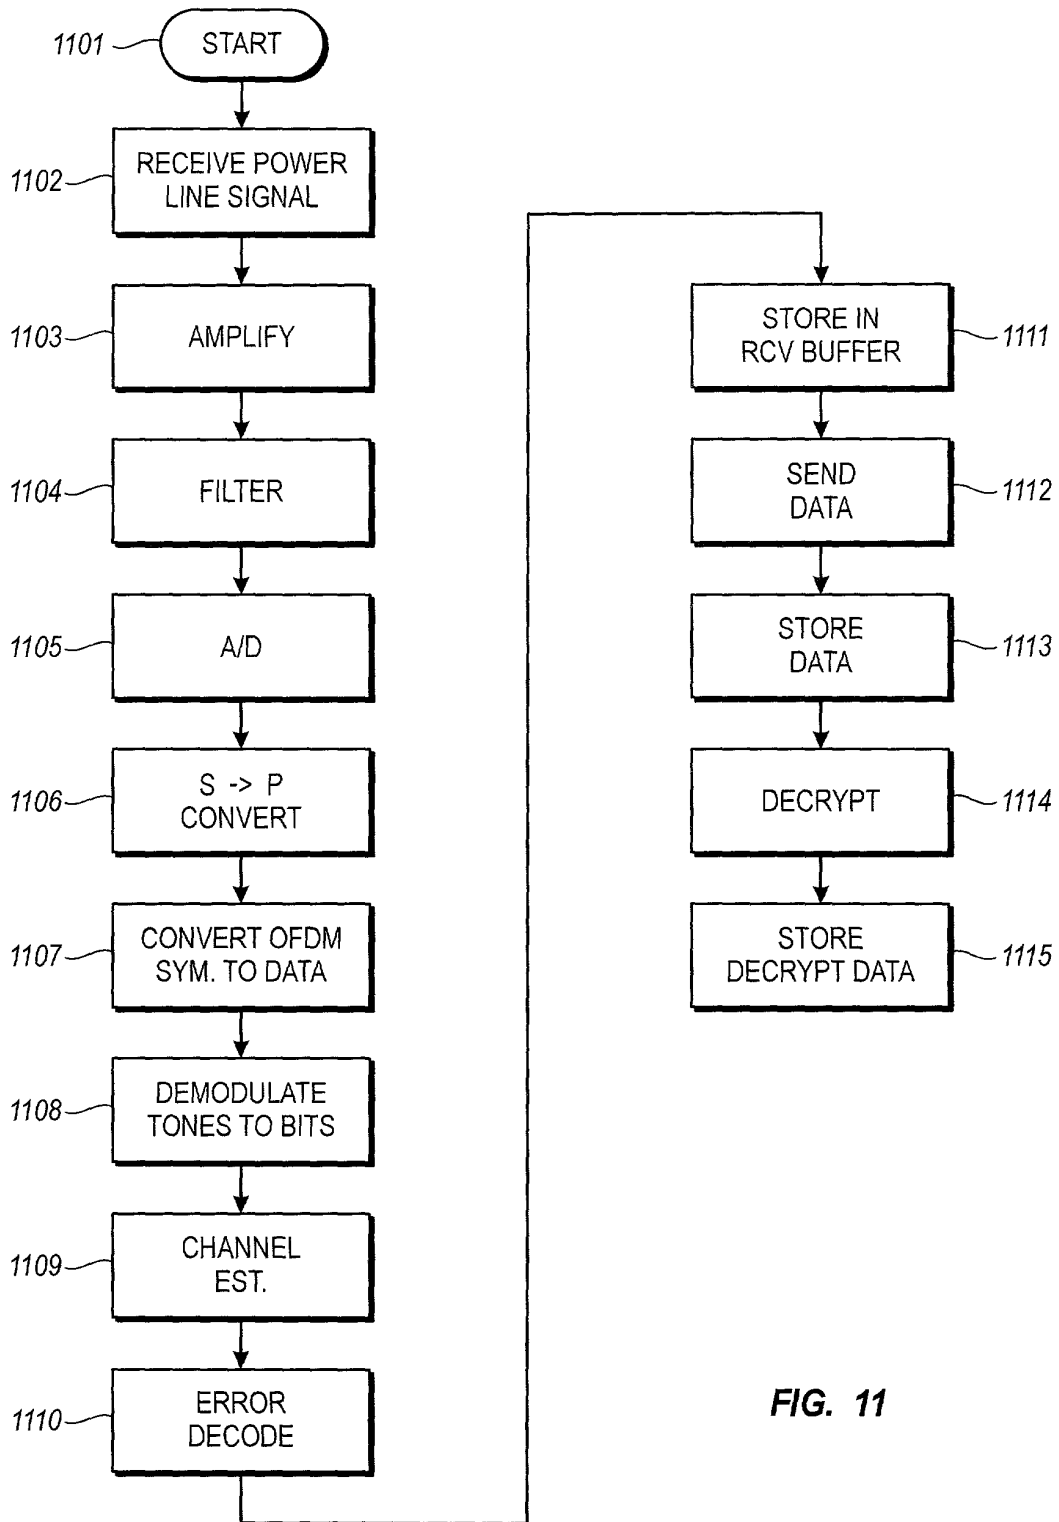 1101
START
1102
RECEIVE POWER
LINE SIGNAL
1103
AMPLIFY
1104
FILTER
1105
A/D
1106
S -> P
CONVERT
1107
CONVERT OFDM
SYM. TO DATA
1108
DEMODULATE
TONES TO BITS
1109
CHANNEL
EST.
1110
ERROR
DECODE
STORE IN
RCV BUFFER
1111
SEND
DATA
1112
STORE
DATA
1113
DECRYPT
1114
STORE
DECRYPT DATA
1115
FIG. 11